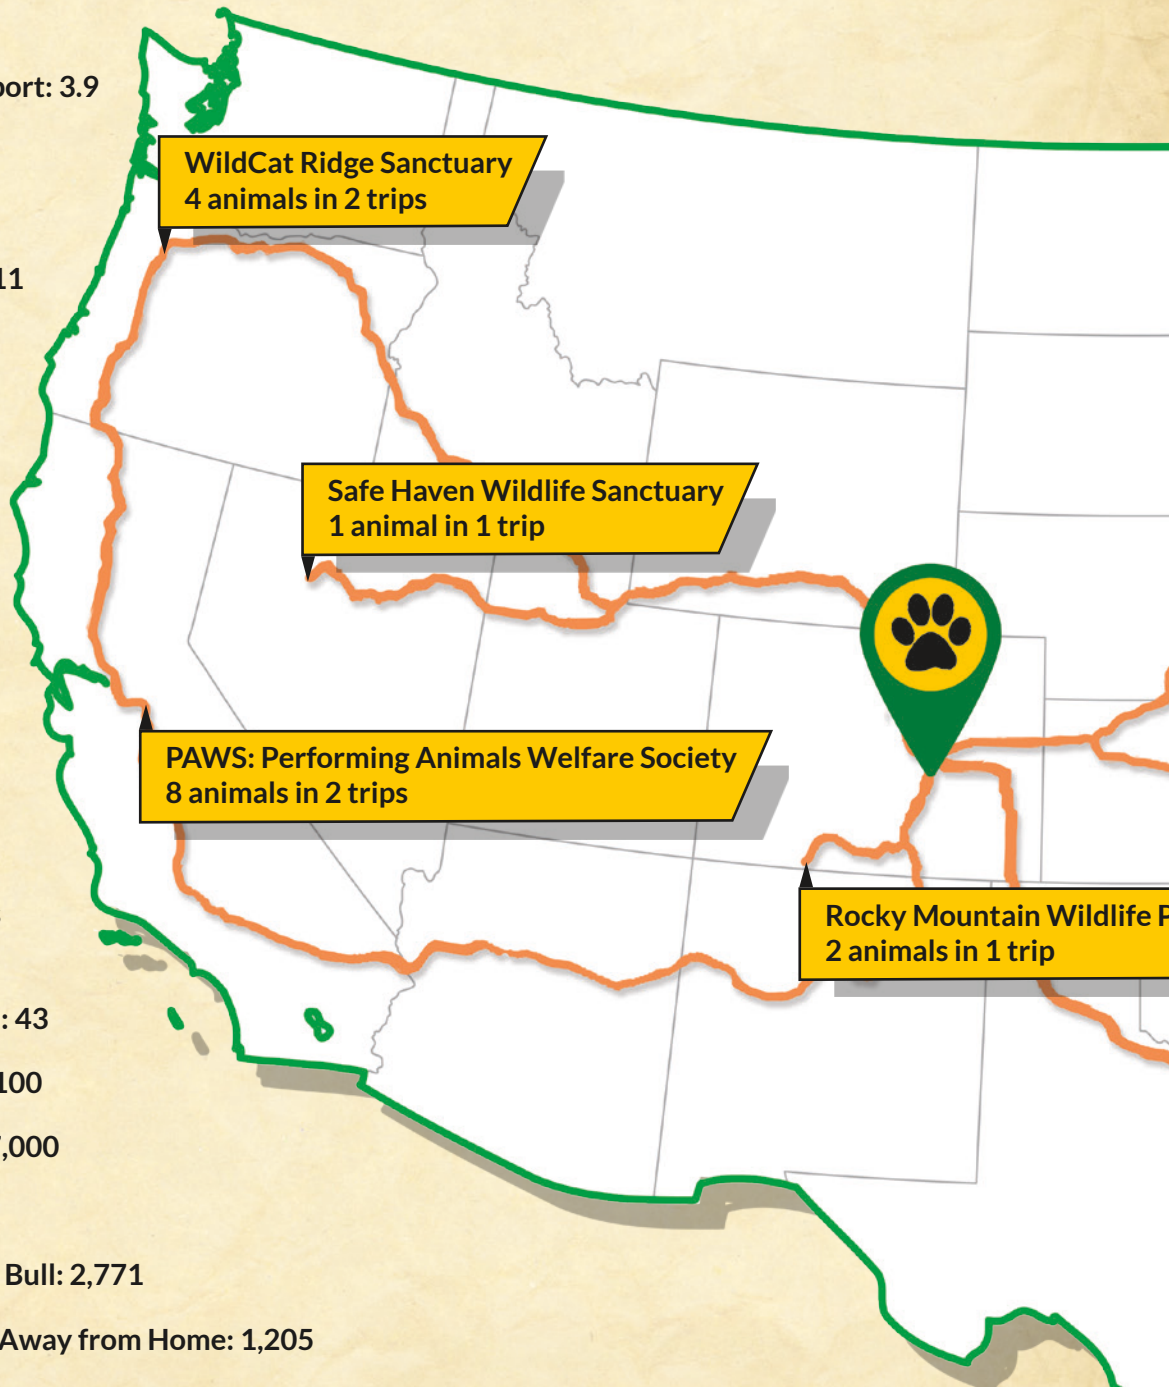 port: 3.9
WildCat Ridge Sanctuary
4 animals in 2 trips
11
Safe Haven Wildlife Sanctuary
1 animal in 1 trip
PAWS: Performing Animals Welfare Society
8 animals in 2 trips
Rocky Mountain Wildlife
2 animals in 1 trip
: 43
100
7,000
Bull: 2,771
Away from Home: 1,205